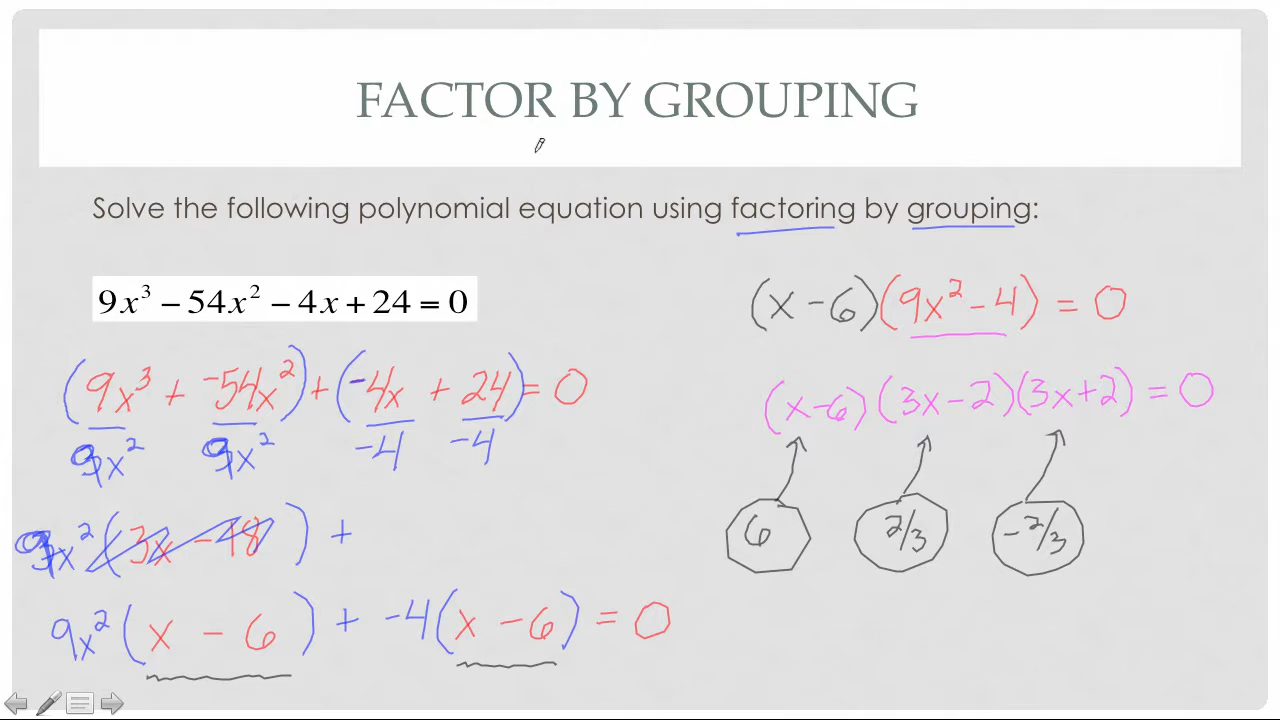 FACTOR BY GROUPING
Solve the following polynomial equation using factoring by grouping:
9x³ − 54x² − 4x + 24 = 0
(9x³ + -54x²) + (-4x + 24) = 0
9x² 9x² -4 -4
9x² (3x - 18) +
9x² (x - 6) + -4(x - 6) = 0
(x - 6)(9x² - 4) = 0
(x - 6)(3x - 2)(3x + 2) = 0
6 2/3 -2/3